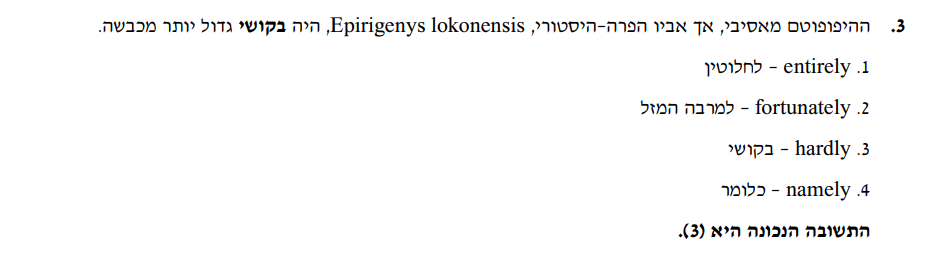 3. ההיפופוטם מאסיבי, אך אביו הפרה-היסטורי, Epirigenys lokonensis, היה בקושי גדול יותר מכבשה.
1. entirely – לחלוטין
2. fortunately – למרבה המזל
3. hardly – בקושי
4. namely – כלומר
התשובה הנכונה היא (3).